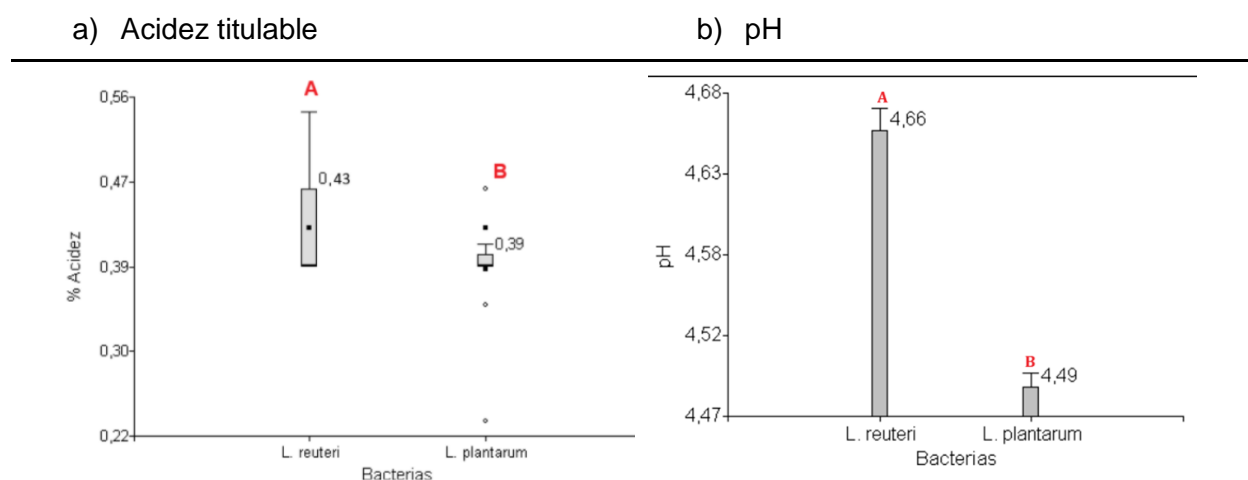 a) Acidez titulable
b) pH
0,56
0,47
0,39
0,30
0,22
% Acidez
A
0,43
B
0,39
L. reuteri
L. plantarum
Bacterias
4,68
4,63
4,58
4,52
4,47
pH
A
4,66
B
4,49
L. reuteri
L. plantarum
Bacterias